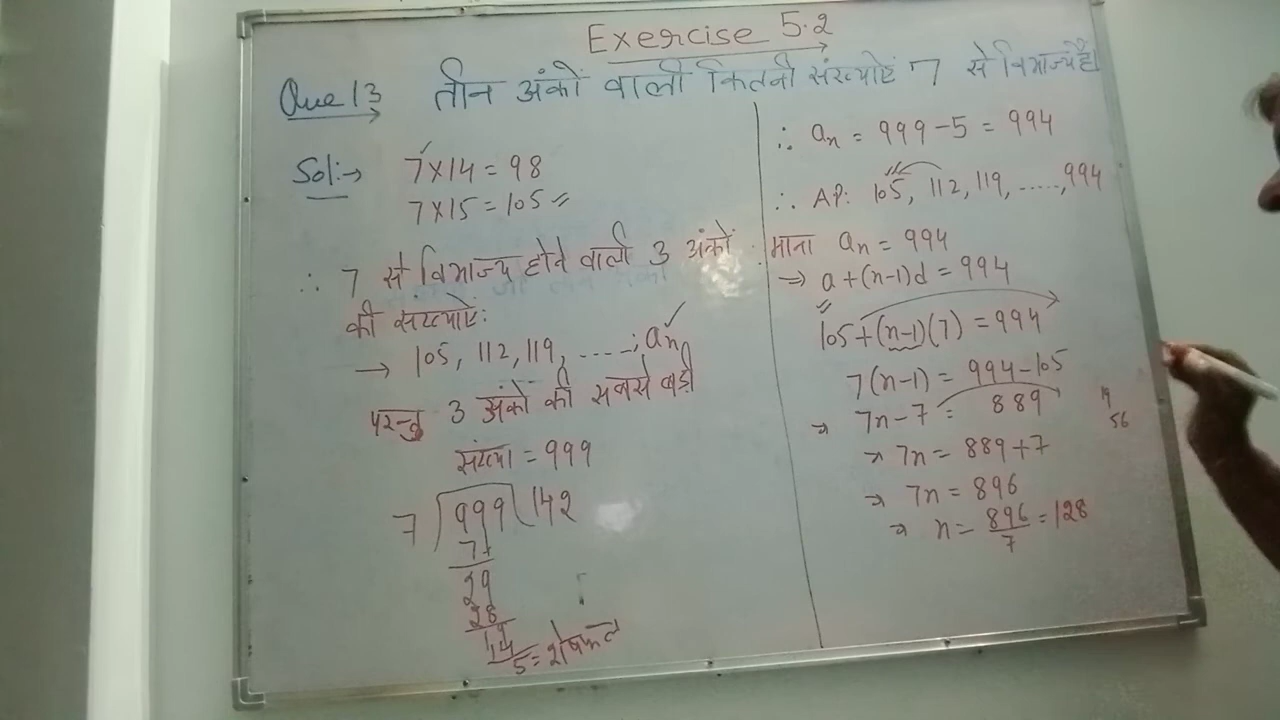 Exercise 5.2
Que 13 तीन अंको वाली कितनी संख्याएं 7 से विभाज्य है।
Sol:→ 7×14 = 98
7×15 = 105
∴ 7 से विभाज्य होने वाली 3 अंकों
की संख्याएं:
→ 105, 112, 119, .....; an
परन्तु 3 अंकों की सबसे बड़ी
संख्या = 999
7 ) 999 ( 142
7
29
28
19
14
5 = शेषफल
∴ an = 999 - 5 = 994
∴ AP: 105, 112, 119, ....., 994
माना an = 994
→ a + (n-1)d = 994
105 + (n-1)(7) = 994
7(n-1) = 994 - 105
→ 7n - 7 = 889
→ 7n = 889 + 7
→ 7n = 896
→ n = 896/7 = 128
56